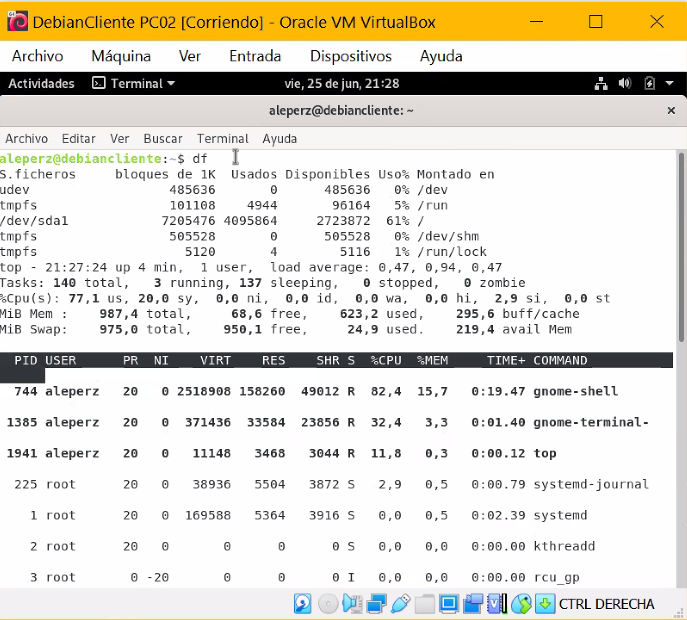 DebianCliente PC02 [Corriendo] - Oracle VM VirtualBox
Archivo Máquina Ver Entrada Dispositivos Ayuda
Actividades Terminal vie, 25 de jun, 21:28
aleperz@debiancliente: ~
Archivo Editar Ver Buscar Terminal Ayuda
aleperz@debiancliente:~$ df
S.ficheros bloques de 1K Usados Disponibles Uso% Montado en
udev 485636 0 485636 0% /dev
tmpfs 101108 4944 96164 5% /run
/dev/sda1 7205476 4095864 2723872 61% /
tmpfs 505528 0 505528 0% /dev/shm
tmpfs 5120 4 5116 1% /run/lock
top - 21:27:24 up 4 min, 1 user, load average: 0,47, 0,94, 0,47
Tasks: 140 total, 3 running, 137 sleeping, 0 stopped, 0 zombie
%Cpu(s): 77,1 us, 20,0 sy, 0,0 ni, 0,0 id, 0,0 wa, 0,0 hi, 2,9 si, 0,0 st
MiB Mem : 987,4 total, 68,6 free, 623,2 used, 295,6 buff/cache
MiB Swap: 975,0 total, 950,1 free, 24,9 used. 219,4 avail Mem
PID USER PR NI VIRT RES SHR S %CPU %MEM TIME+ COMMAND
744 aleperz 20 0 2518908 158260 49012 R 82,4 15,7 0:19.47 gnome-shell
1385 aleperz 20 0 371436 33584 23856 R 32,4 3,3 0:01.40 gnome-terminal-
1941 aleperz 20 0 11148 3468 3044 R 11,8 0,3 0:00.12 top
225 root 20 0 38936 5504 3872 S 2,9 0,5 0:00.79 systemd-journal
1 root 20 0 169588 5364 3916 S 0,0 0,5 0:02.39 systemd
2 root 20 0 0 0 0 S 0,0 0,0 0:00.00 kthreadd
3 root 0 -20 0 0 0 I 0,0 0,0 0:00.00 rcu_gp
CTRL DERECHA